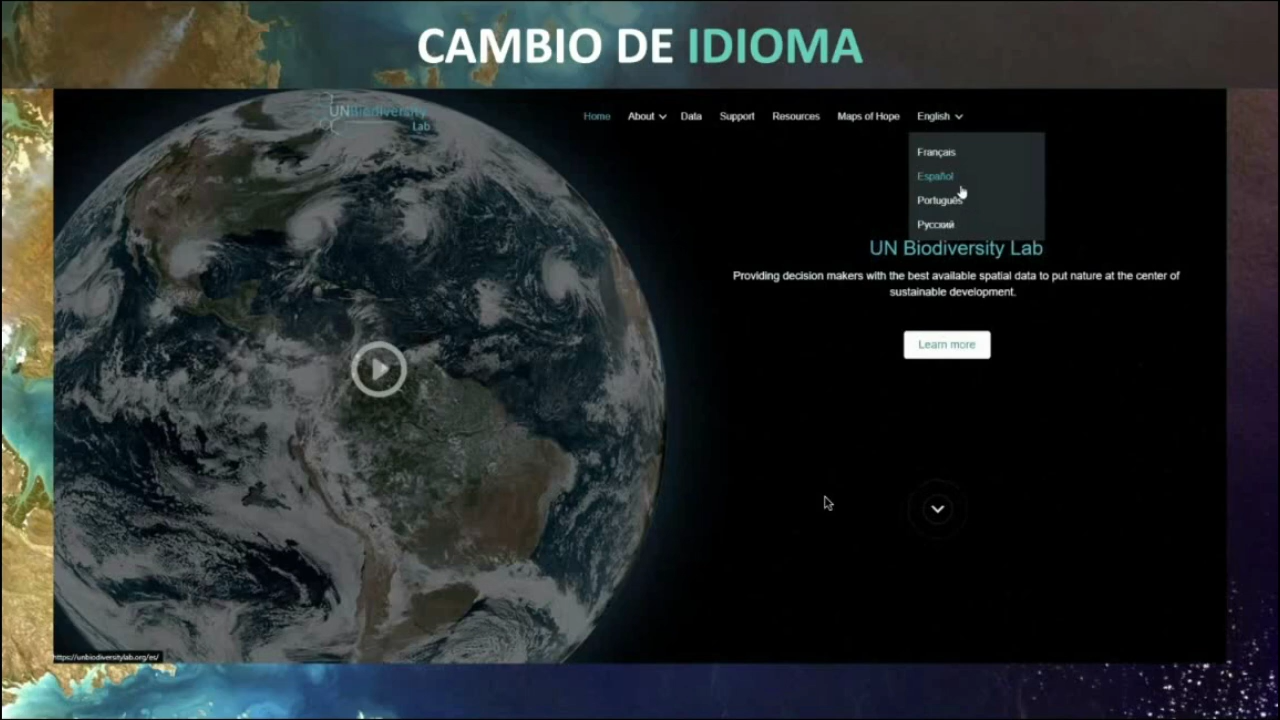 CAMBIO DE IDIOMA
UNBiodiversity
Lab
Home About Data Support Resources Maps of Hope English
Français
Español
Português
Русский
UN Biodiversity Lab
Providing decision makers with the best available spatial data to put nature at the center of
sustainable development.
Learn more
https://unbiodiversitylab.org/es/